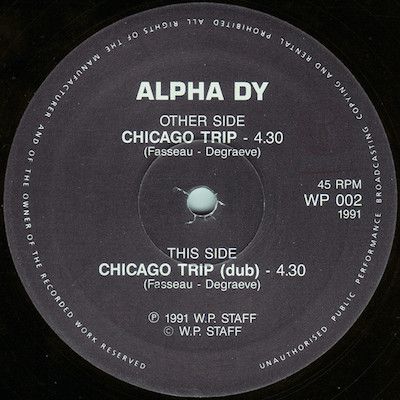 ALL RIGHTS OF THE MANUFACTURER AND OF THE OWNER OF THE RECORDED WORK RESERVED
UNAUTHORISED PUBLIC PERFORMANCE BROADCASTING COPYING AND RENTAL PROHIBITED
ALPHA DY
OTHER SIDE
CHICAGO TRIP - 4.30
(Fasseau - Degraeve)
45 RPM
WP 002
1991
THIS SIDE
CHICAGO TRIP (dub) - 4.30
(Fasseau - Degraeve)
℗ 1991 W.P. STAFF
© W.P. STAFF